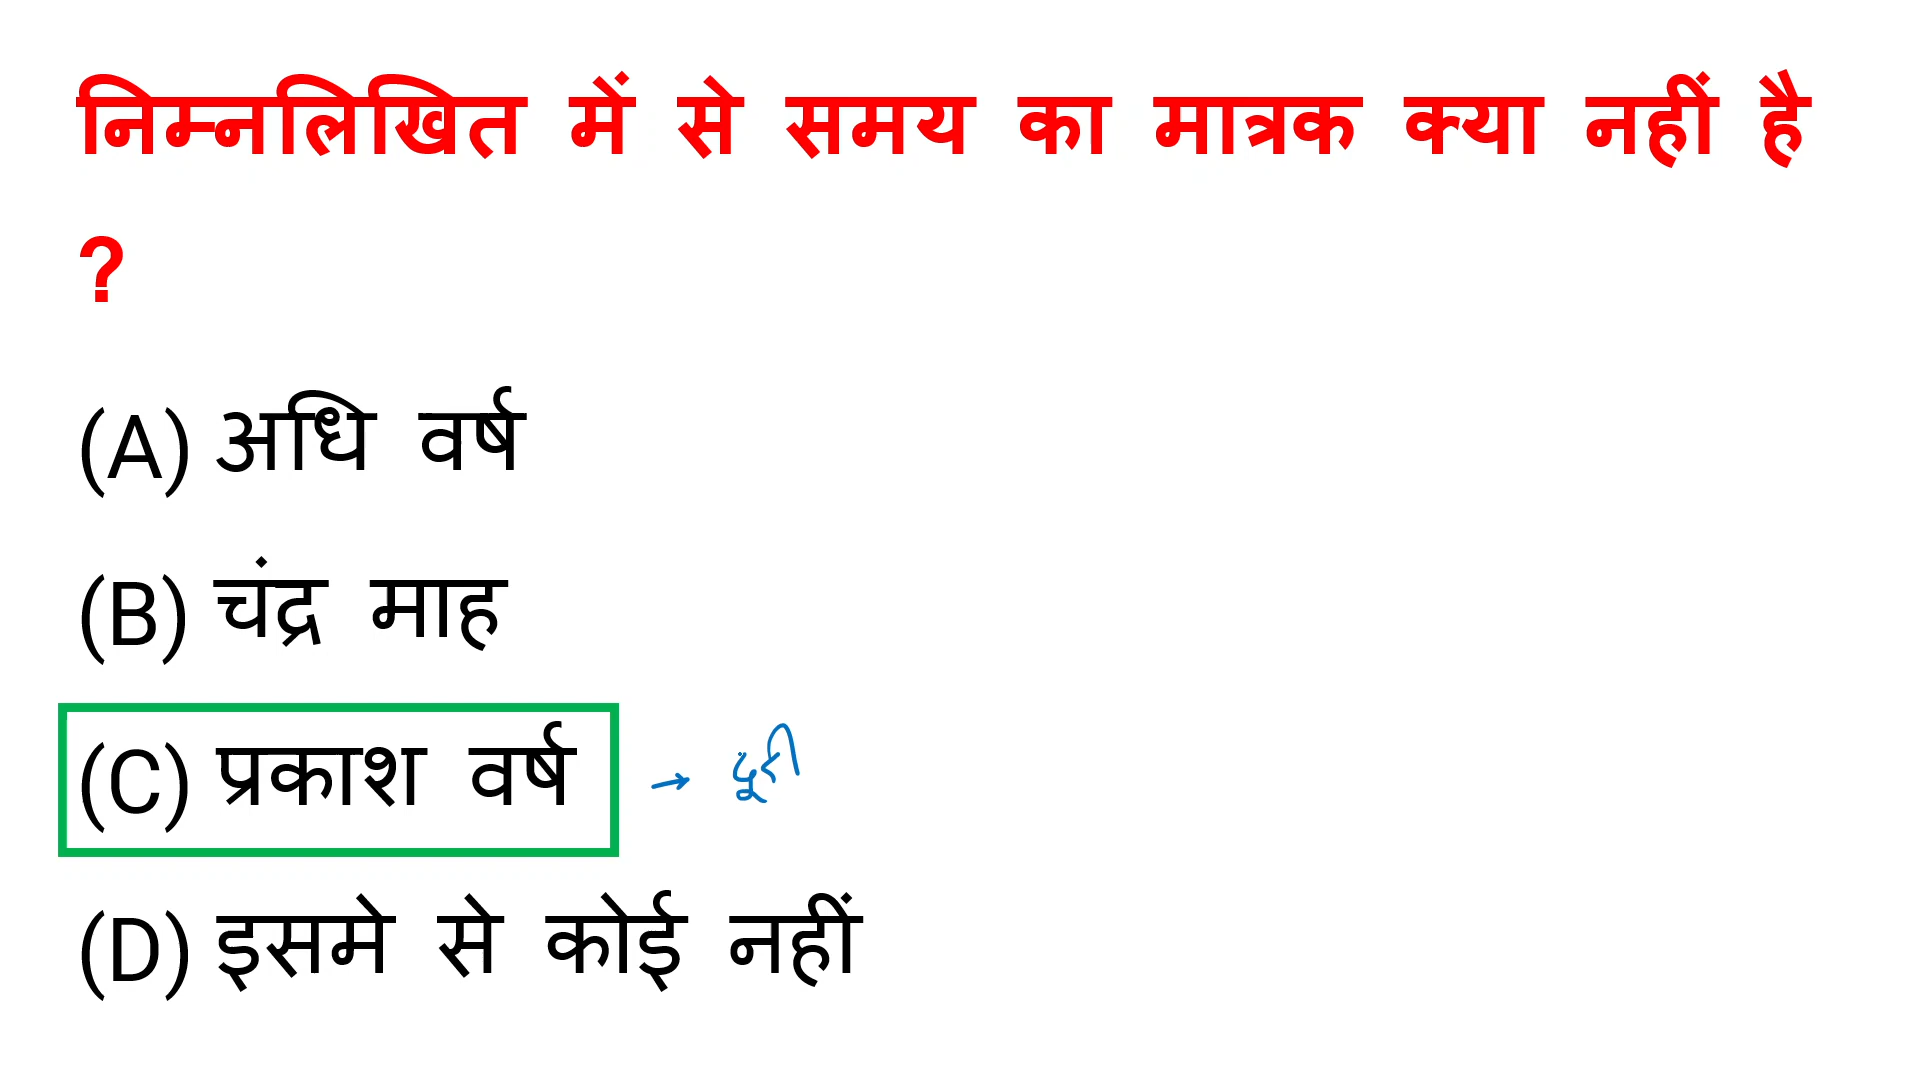 निम्नलिखित में से समय का मात्रक क्या नहीं है
?
(A) अधि वर्ष
(B) चंद्र माह
(C) प्रकाश वर्ष → दूरी
(D) इसमे से कोई नहीं